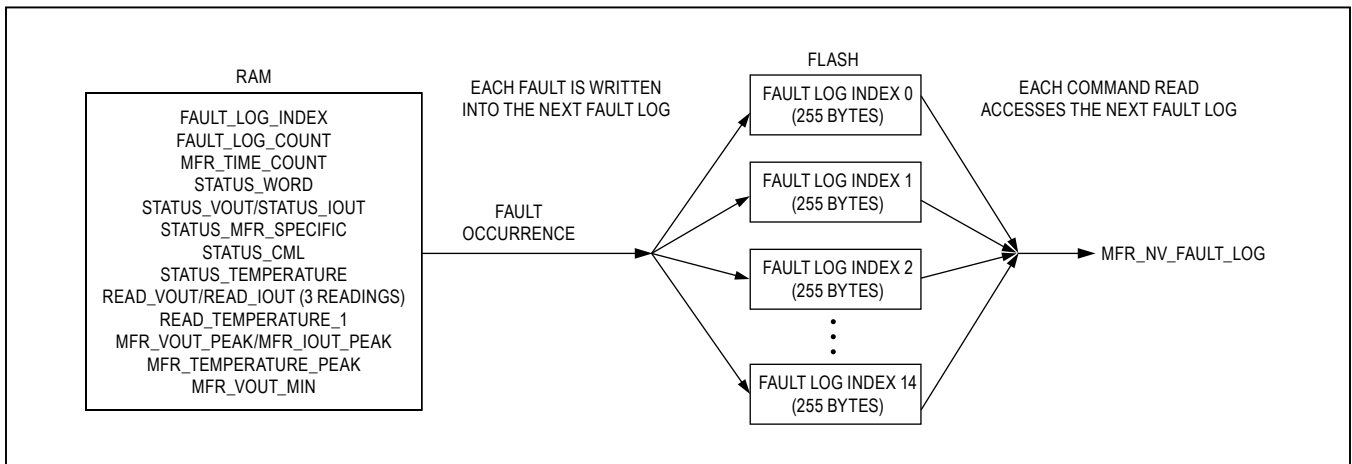 RAM
FAULT_LOG_INDEX
FAULT_LOG_COUNT
MFR_TIME_COUNT
STATUS_WORD
STATUS_VOUT/STATUS_IOUT
STATUS_MFR_SPECIFIC
STATUS_CML
STATUS_TEMPERATURE
READ_VOUT/READ_IOUT (3 READINGS)
READ_TEMPERATURE_1
MFR_VOUT_PEAK/MFR_IOUT_PEAK
MFR_TEMPERATURE_PEAK
MFR_VOUT_MIN
EACH FAULT IS WRITTEN
INTO THE NEXT FAULT LOG
FAULT
OCCURRENCE
FLASH
FAULT LOG INDEX 0
(255 BYTES)
FAULT LOG INDEX 1
(255 BYTES)
FAULT LOG INDEX 2
(255 BYTES)
FAULT LOG INDEX 14
(255 BYTES)
EACH COMMAND READ
ACCESSES THE NEXT FAULT LOG
MFR_NV_FAULT_LOG